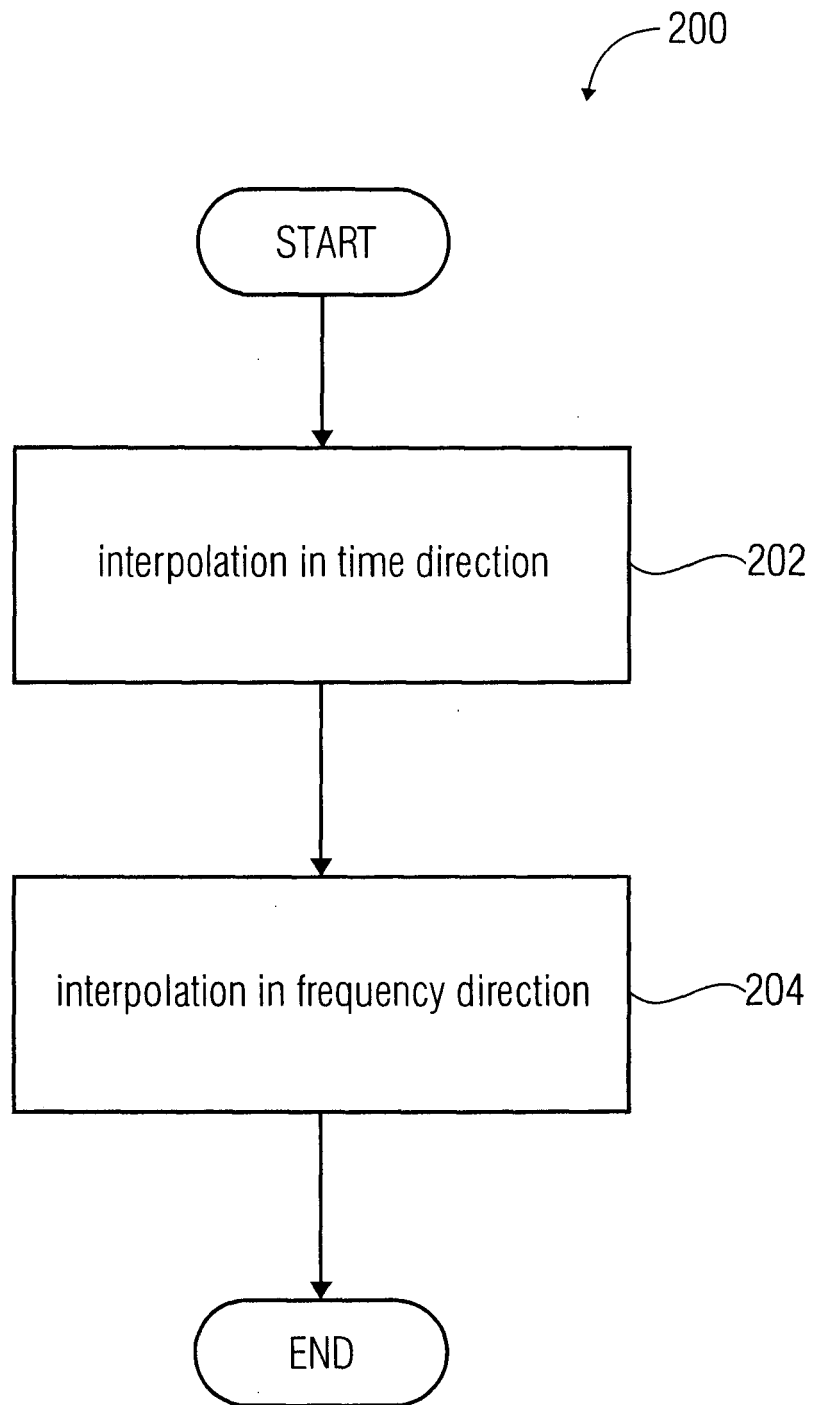 200
START
interpolation in time direction
202
interpolation in frequency direction
204
END